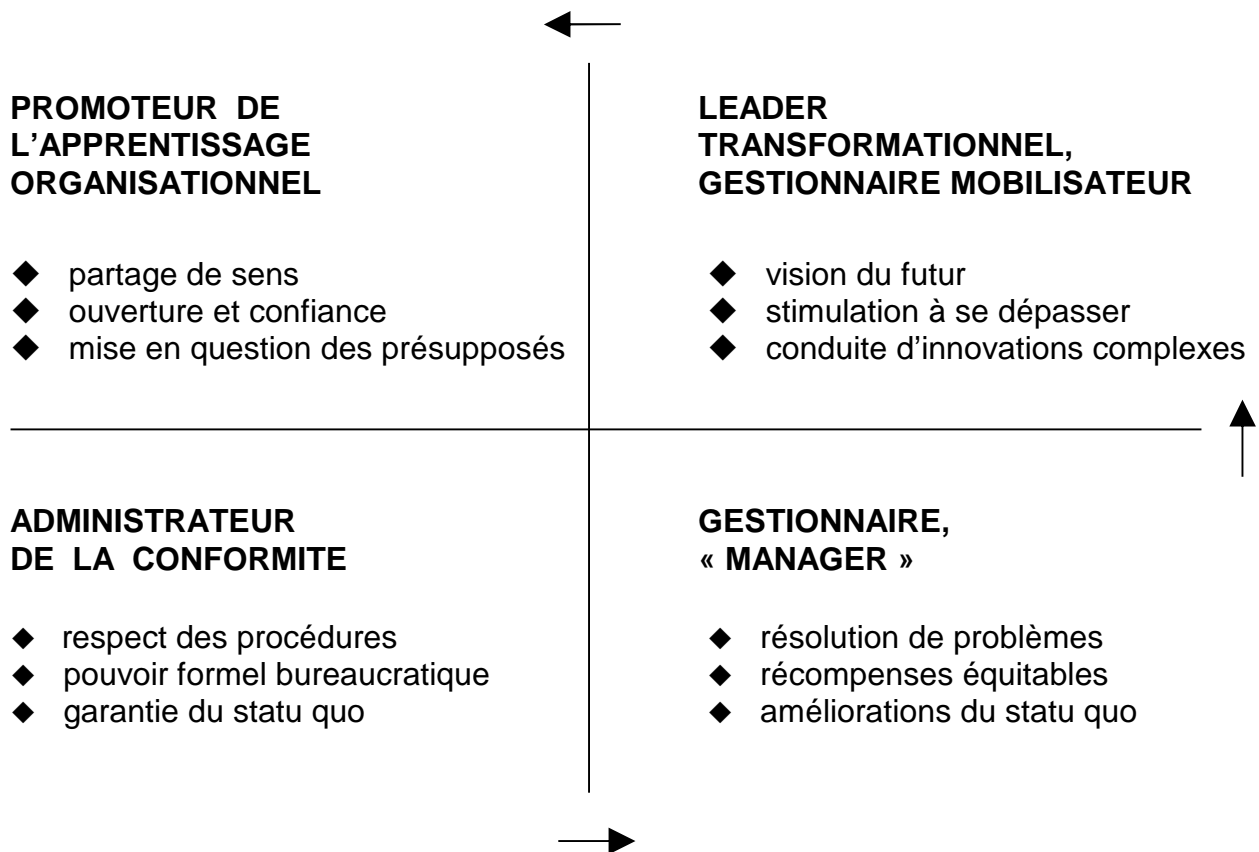 PROMOTEUR DE
L’APPRENTISSAGE
ORGANISATIONNEL
◆ partage de sens
◆ ouverture et confiance
◆ mise en question des présupposés
LEADER
TRANSFORMATIONNEL,
GESTIONNAIRE MOBILISATEUR
◆ vision du futur
◆ stimulation à se dépasser
◆ conduite d’innovations complexes
ADMINISTRATEUR
DE LA CONFORMITE
◆ respect des procédures
◆ pouvoir formel bureaucratique
◆ garantie du statu quo
GESTIONNAIRE,
« MANAGER »
◆ résolution de problèmes
◆ récompenses équitables
◆ améliorations du statu quo